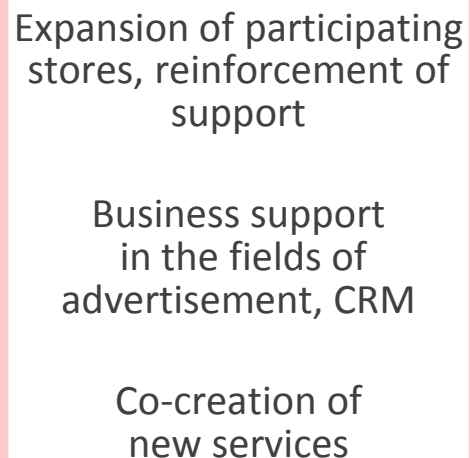 Expansion of participating
stores, reinforcement of
support
Business support
in the fields of
advertisement, CRM
Co-creation of
new services